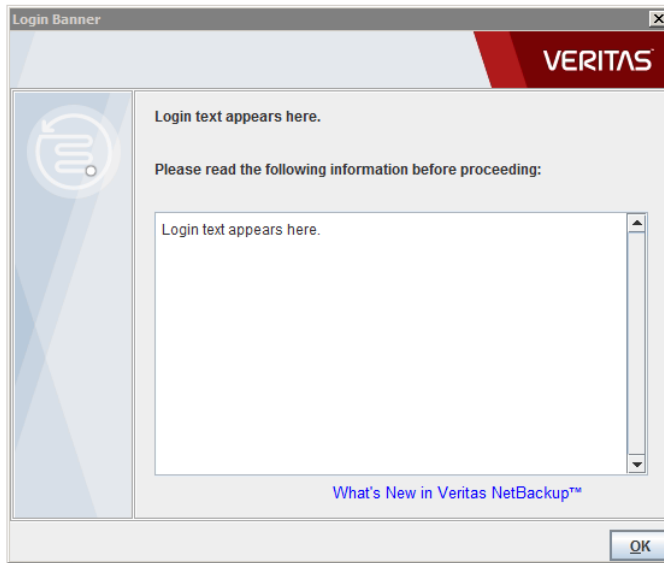 Login Banner
VERITAS
Login text appears here.
Please read the following information before proceeding:
Login text appears here.
What's New in Veritas NetBackup™
OK